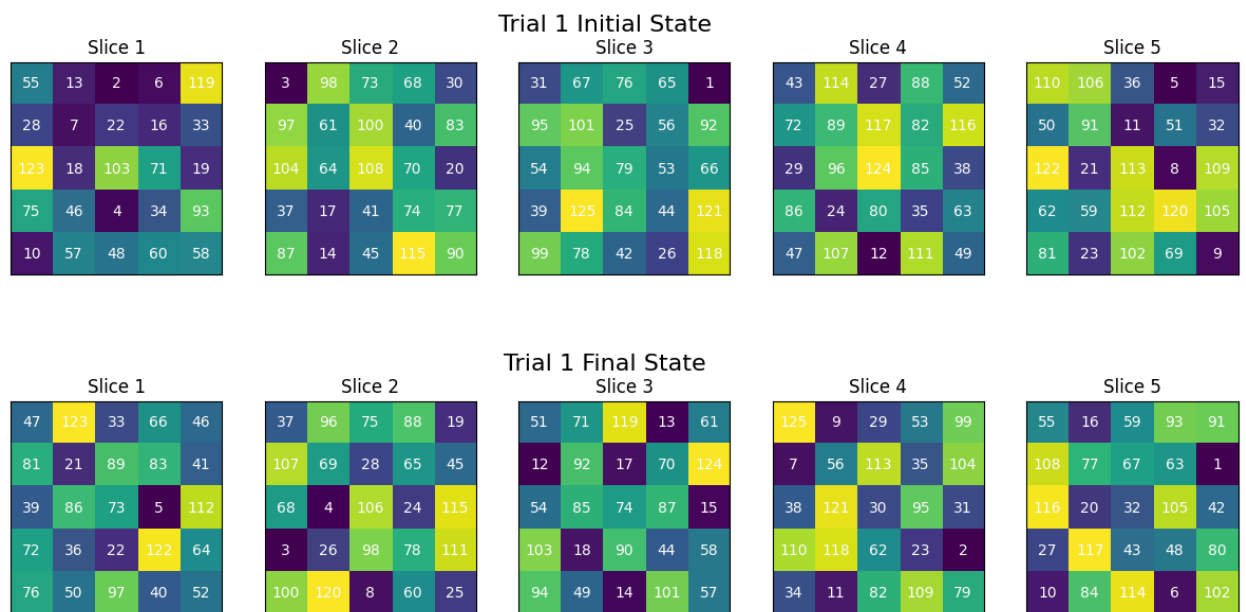 Trial 1 Initial State
Slice 1 Slice 2 Slice 3 Slice 4 Slice 5
55 13 2 6 119 3 98 73 68 30 31 67 76 65 1 43 114 27 88 52 110 106 36 5 15
28 7 22 16 33 97 61 100 40 83 95 101 25 56 92 72 89 117 82 116 50 91 11 51 32
123 18 103 71 19 104 64 108 70 20 54 94 79 53 66 29 96 124 85 38 122 21 113 8 109
75 46 4 34 93 37 17 41 74 77 39 125 84 44 121 86 24 80 35 63 62 59 112 120 105
10 57 48 60 58 87 14 45 115 90 99 78 42 26 118 47 107 12 111 49 81 23 102 69 9
Trial 1 Final State
Slice 1 Slice 2 Slice 3 Slice 4 Slice 5
47 123 33 66 46 37 96 75 88 19 51 71 119 13 61 125 9 29 53 99 55 16 59 93 91
81 21 89 83 41 107 69 28 65 45 12 92 17 70 124 7 56 113 35 104 108 77 67 63 1
39 86 73 5 112 68 4 106 24 115 54 85 74 87 15 38 121 30 95 31 116 20 32 105 42
72 36 22 122 64 3 26 98 78 111 103 18 90 44 58 110 118 62 23 2 27 117 43 48 80
76 50 97 40 52 100 120 8 60 25 94 49 14 101 57 34 11 82 109 79 10 84 114 6 102